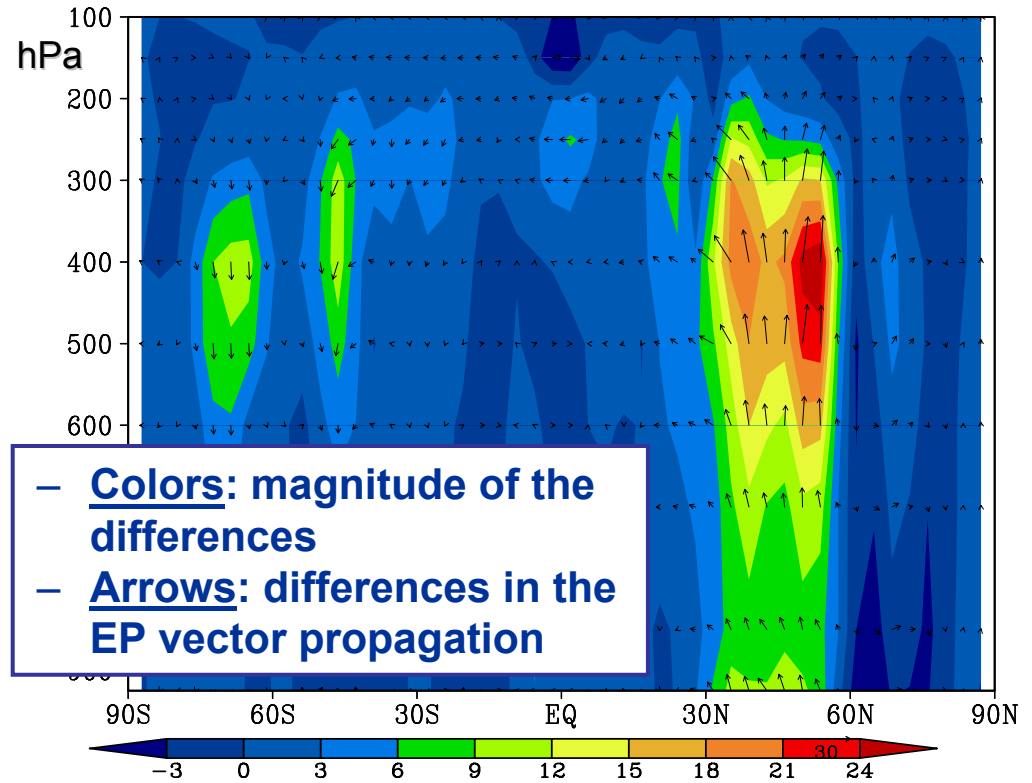 100
hPa
200
300
400
500
600
– Colors: magnitude of the
differences
– Arrows: differences in the
EP vector propagation
90S 60S 30S EQ 30N 60N 90N
30
−3 0 3 6 9 12 15 18 21 24